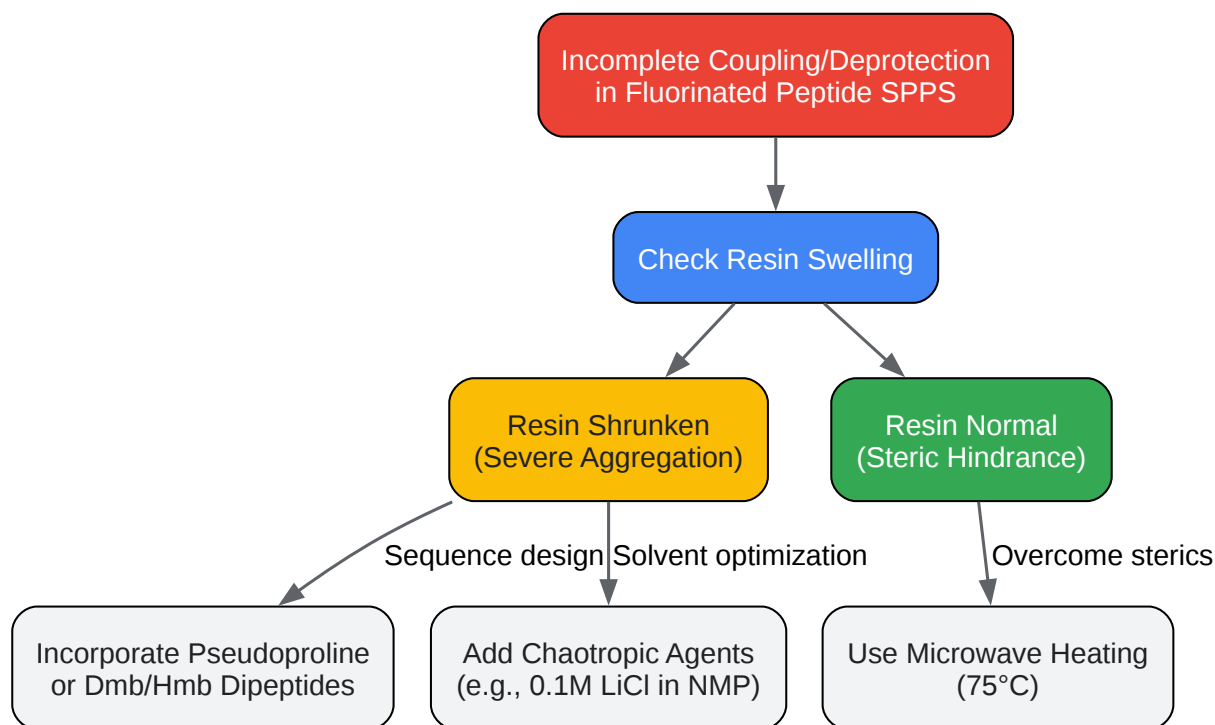 Incomplete Coupling/Deprotection
in Fluorinated Peptide SPPS
Check Resin Swelling
Resin Shrunken
(Severe Aggregation)
Resin Normal
(Steric Hindrance)
Sequence design
Solvent optimization
Overcome sterics
Incorporate Pseudoproline
or Dmb/Hmb Dipeptides
Add Chaotropic Agents
(e.g., 0.1M LiCl in NMP)
Use Microwave Heating
(75°C)